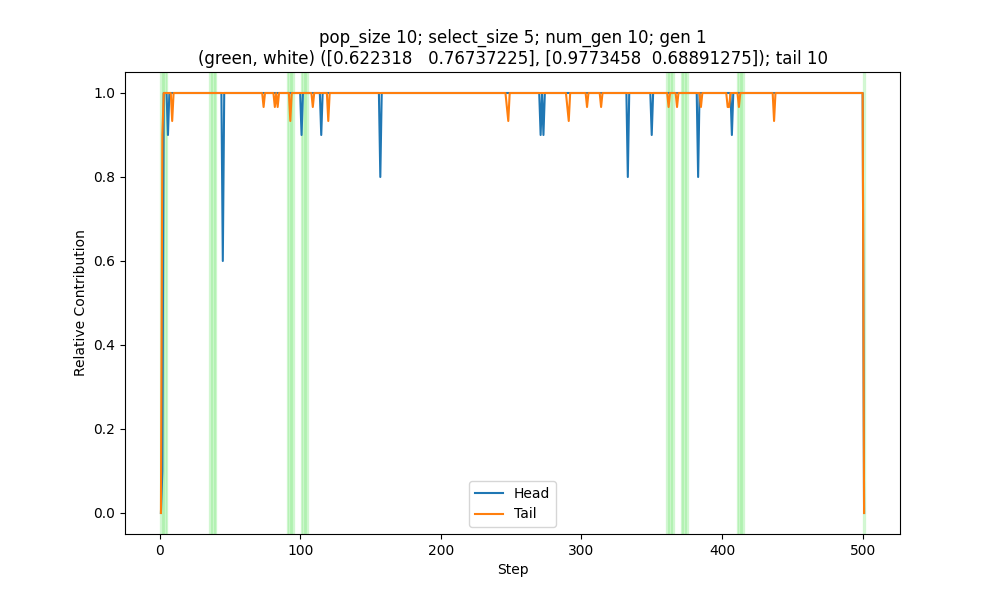 pop_size 10; select_size 5; num_gen 10; gen 1
(green, white) ([0.622318   0.76737225], [0.9773458  0.68891275]); tail 10
1.0
0.8
0.6
0.4
0.2
0.0
Relative Contribution
Head
Tail
0
100
200
300
400
500
Step